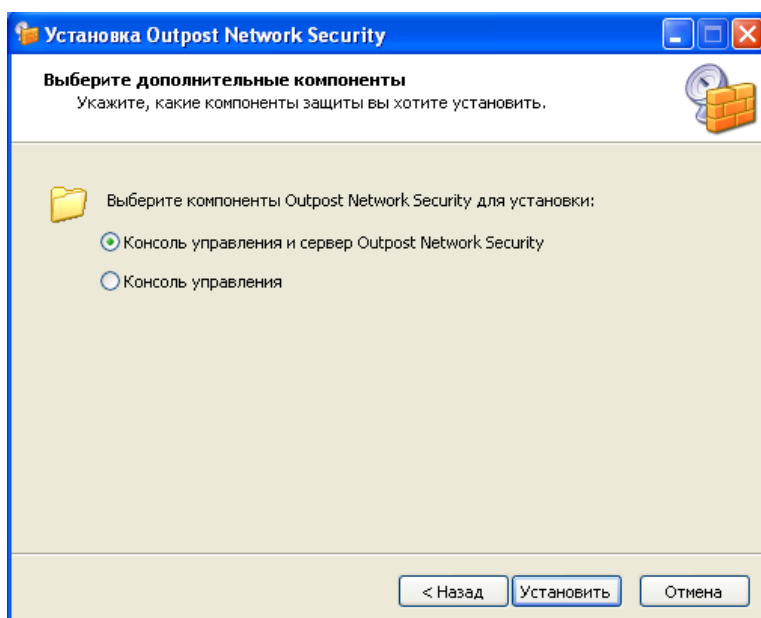 Установка Outpost Network Security
Выберите дополнительные компоненты
Укажите, какие компоненты защиты вы хотите установить.
Выберите компоненты Outpost Network Security для установки:
Консоль управления и сервер Outpost Network Security
Консоль управления
< Назад Установить Отмена